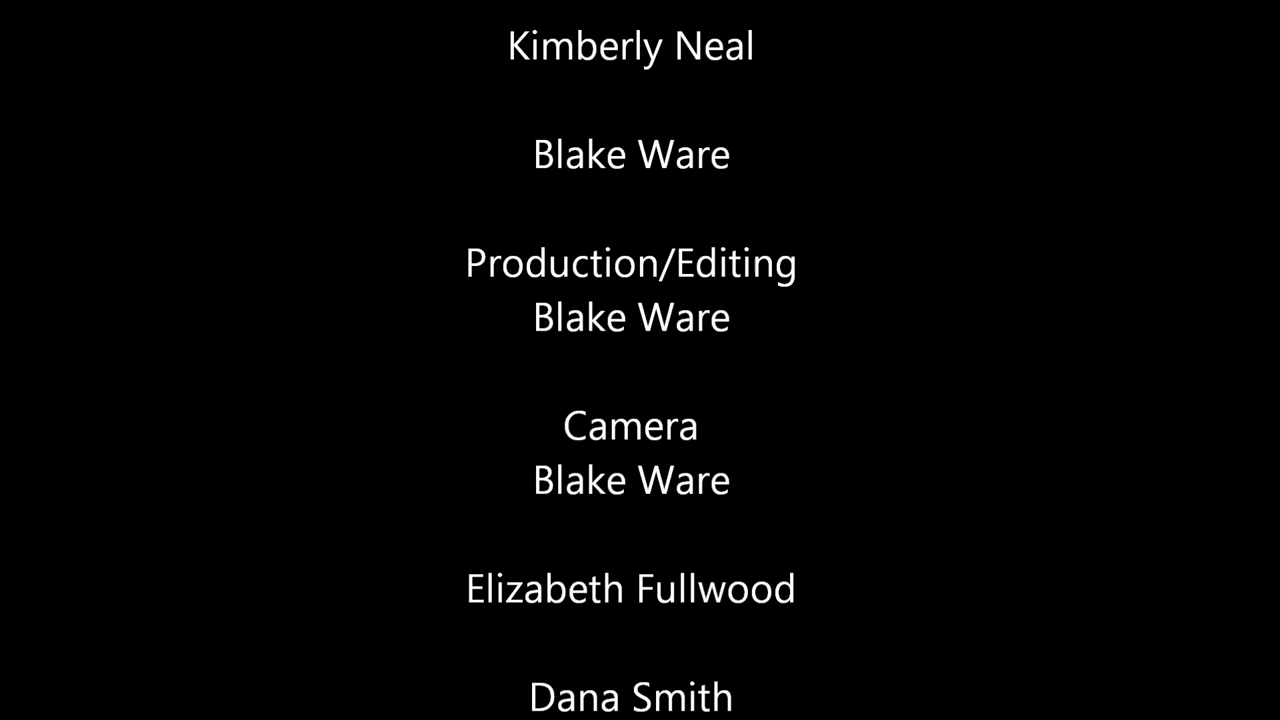 Kimberly Neal
Blake Ware
Production/Editing
Blake Ware
Camera
Blake Ware
Elizabeth Fullwood
Dana Smith